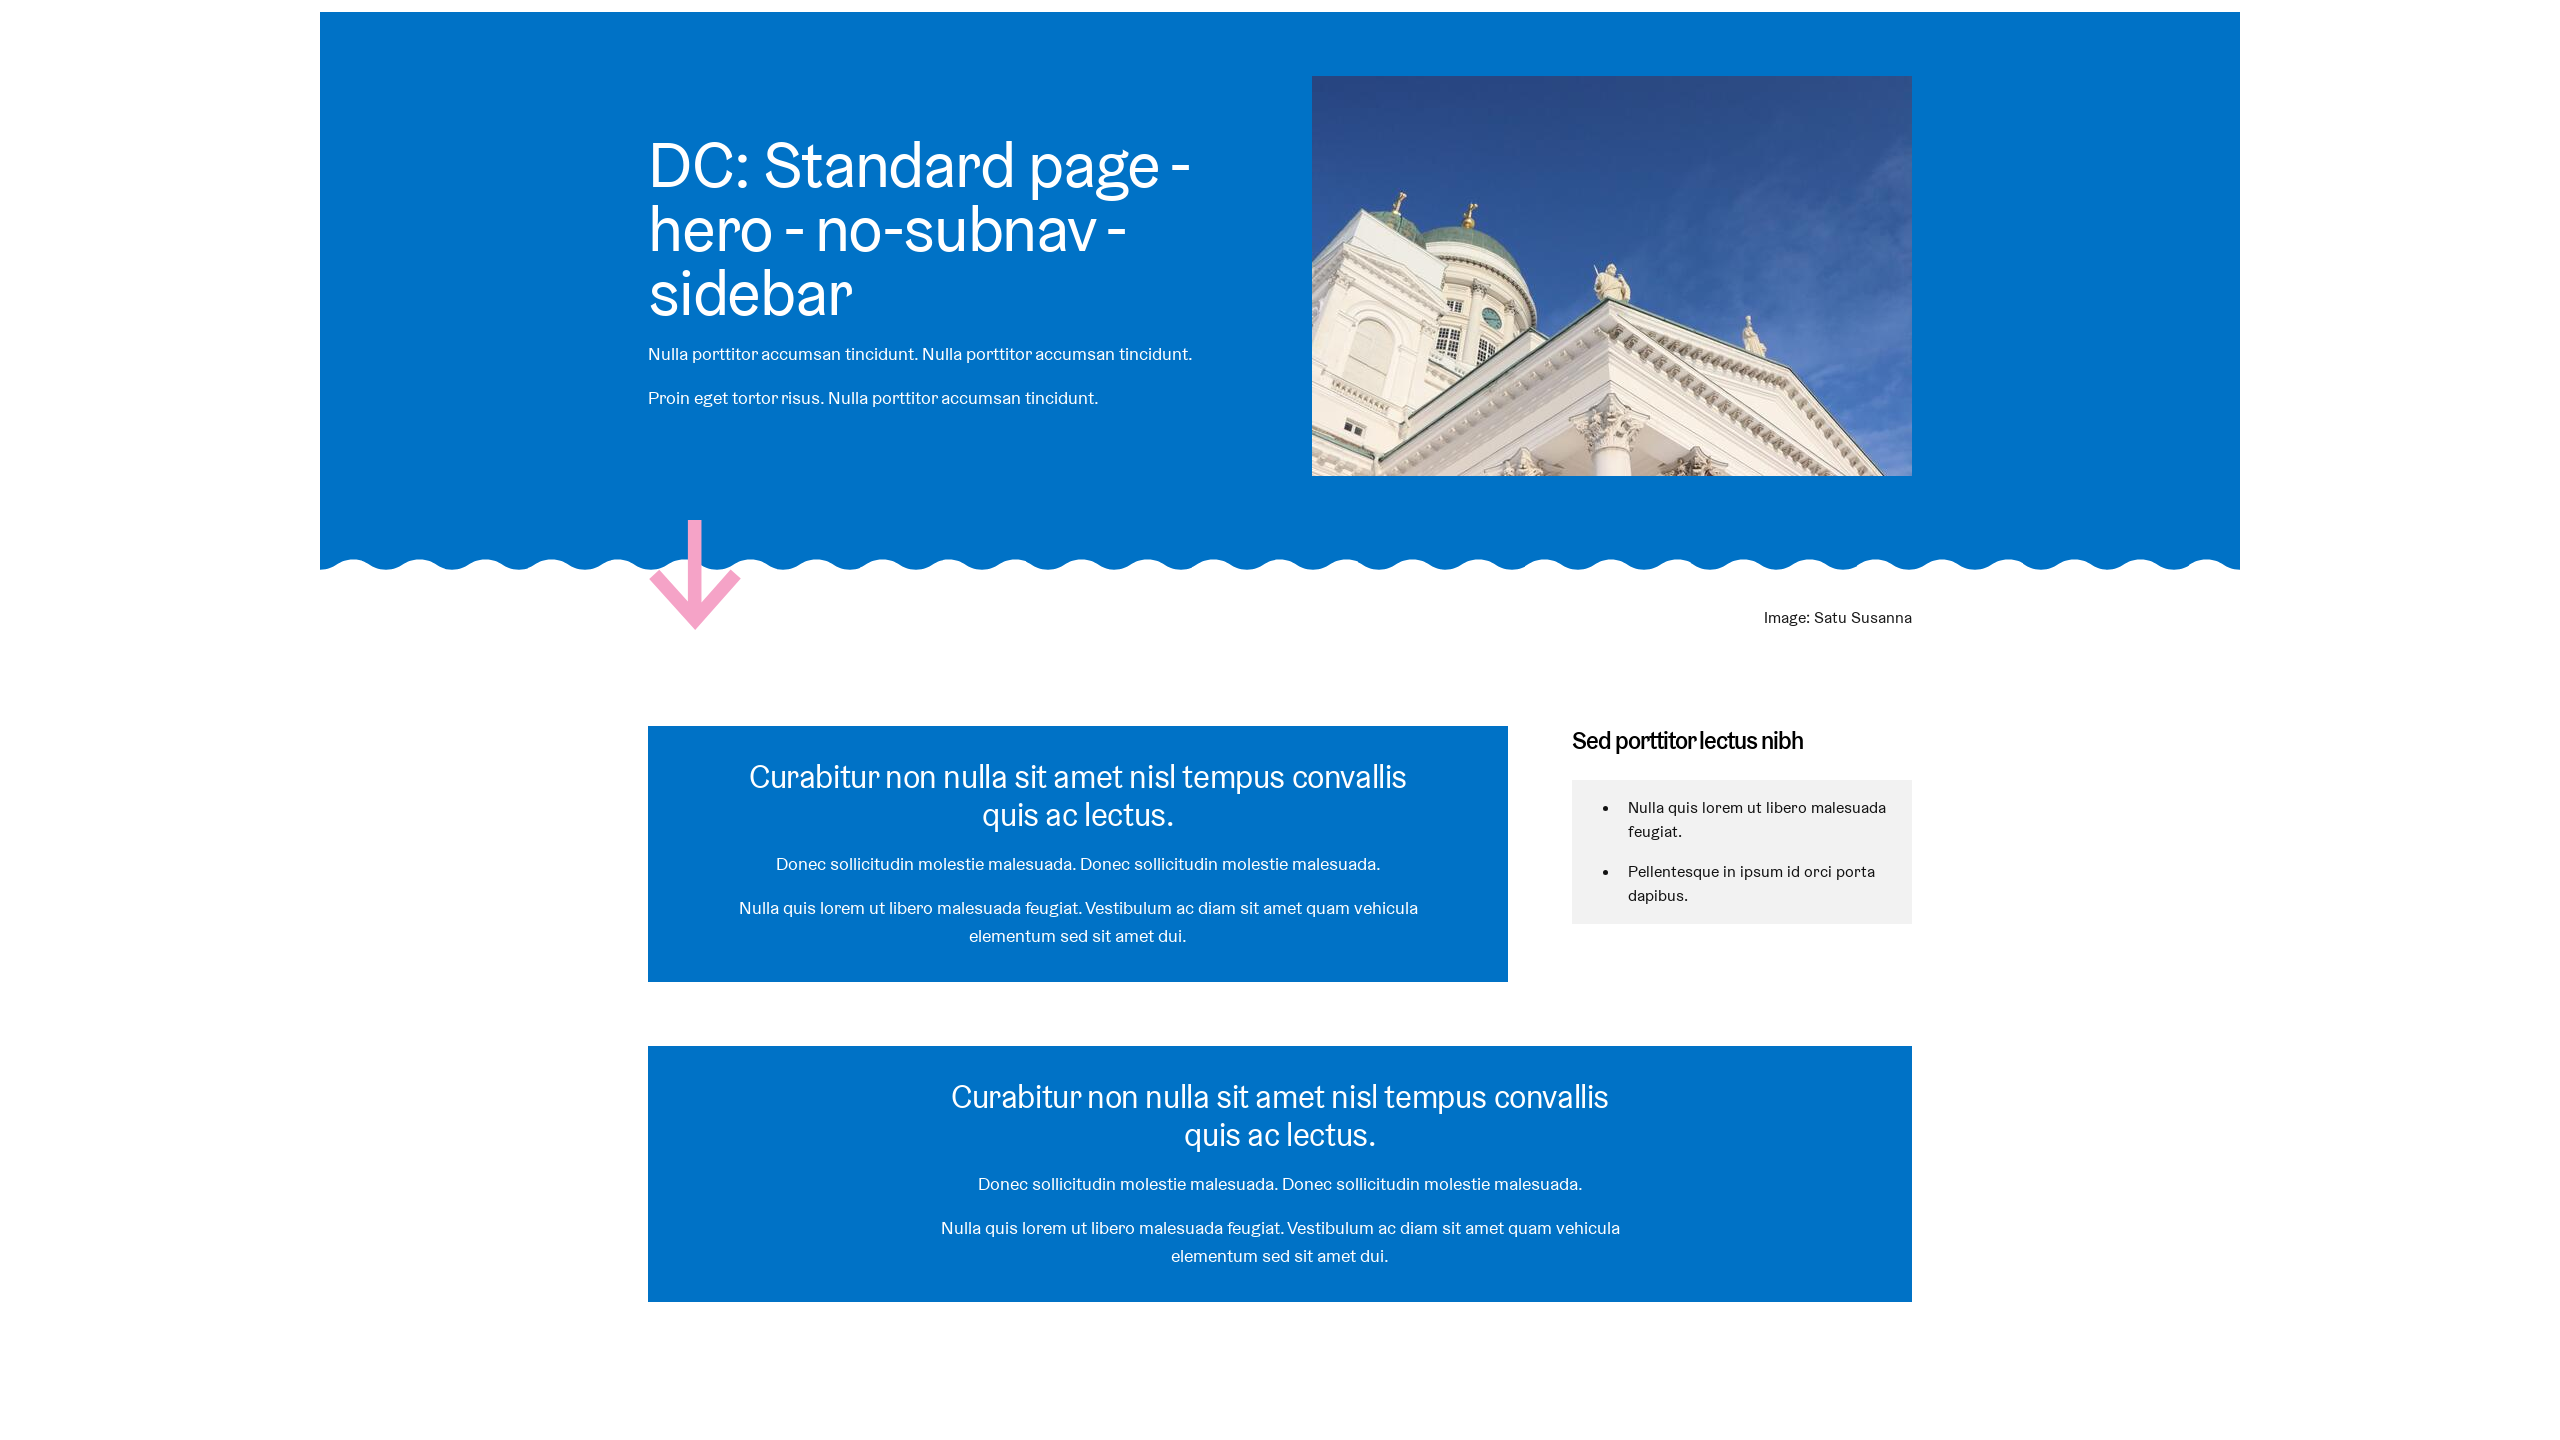 DC: Standard page -
hero - no-subnav -
sidebar
Nulla porttitor accumsan tincidunt. Nulla porttitor accumsan tincidunt.
Proin eget tortor risus. Nulla porttitor accumsan tincidunt.
Image: Satu Susanna
Curabitur non nulla sit amet nisl tempus convallis
quis ac lectus.
Donec sollicitudin molestie malesuada. Donec sollicitudin molestie malesuada.
Nulla quis lorem ut libero malesuada feugiat. Vestibulum ac diam sit amet quam vehicula
elementum sed sit amet dui.
Sed porttitor lectus nibh
Nulla quis lorem ut libero malesuada
feugiat.
Pellentesque in ipsum id orci porta
dapibus.
Curabitur non nulla sit amet nisl tempus convallis
quis ac lectus.
Donec sollicitudin molestie malesuada. Donec sollicitudin molestie malesuada.
Nulla quis lorem ut libero malesuada feugiat. Vestibulum ac diam sit amet quam vehicula
elementum sed sit amet dui.